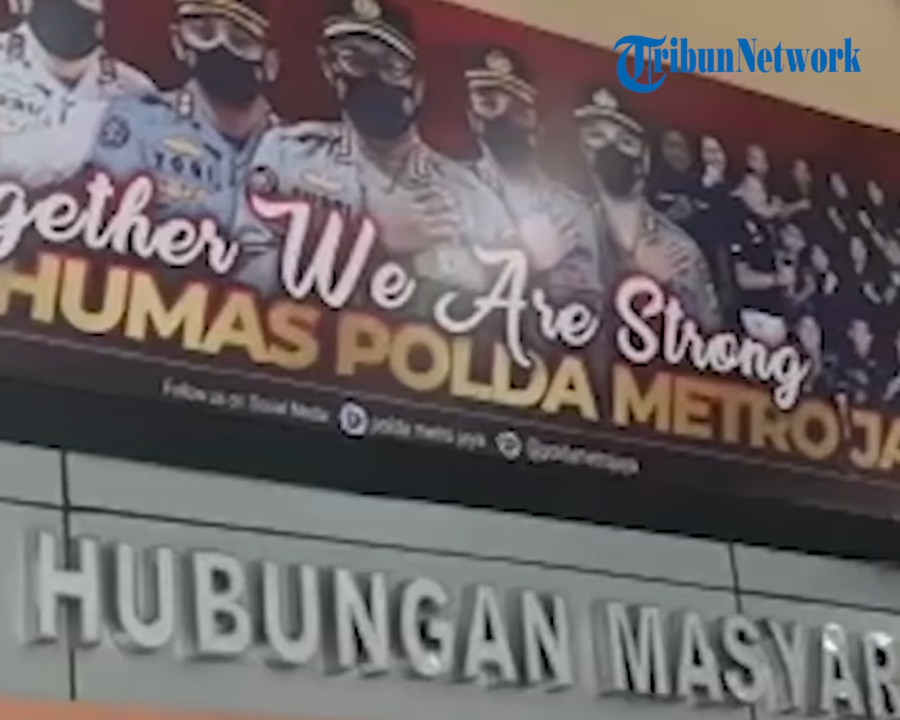 TribunNetwork
gether We Are Strong
HUMAS POLDA METRO JA
Follow us on Social Media polda metro jaya @poldametrojaya
HUBUNGAN MASYAR